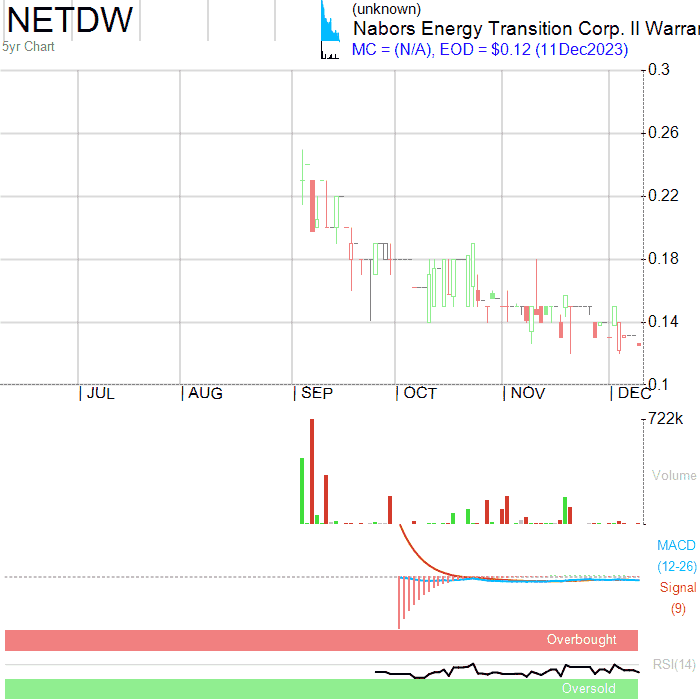 NETDW
5yr Chart
(unknown)
Nabors Energy Transition Corp. II Warra
MC = (N/A), EOD = $0.12 (11Dec2023)
0.3
0.26
0.22
0.18
0.14
0.1
JUL AUG SEP OCT NOV DEC
722k
Volume
MACD
(12-26)
Signal
(9)
Overbought
RSI(14)
Oversold